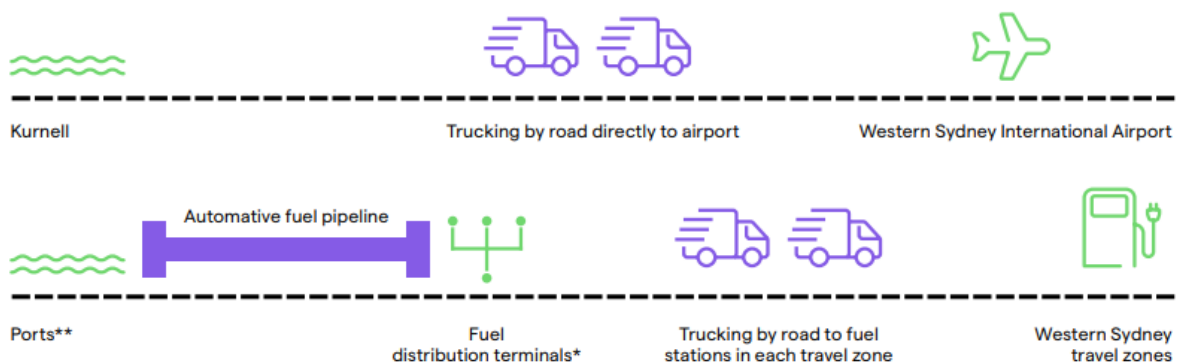 Kurnell
Trucking by road directly to airport
Western Sydney International Airport
Automative fuel pipeline
Ports**
Fuel
distribution terminals*
Trucking by road to fuel
stations in each travel zone
Western Sydney
travel zones